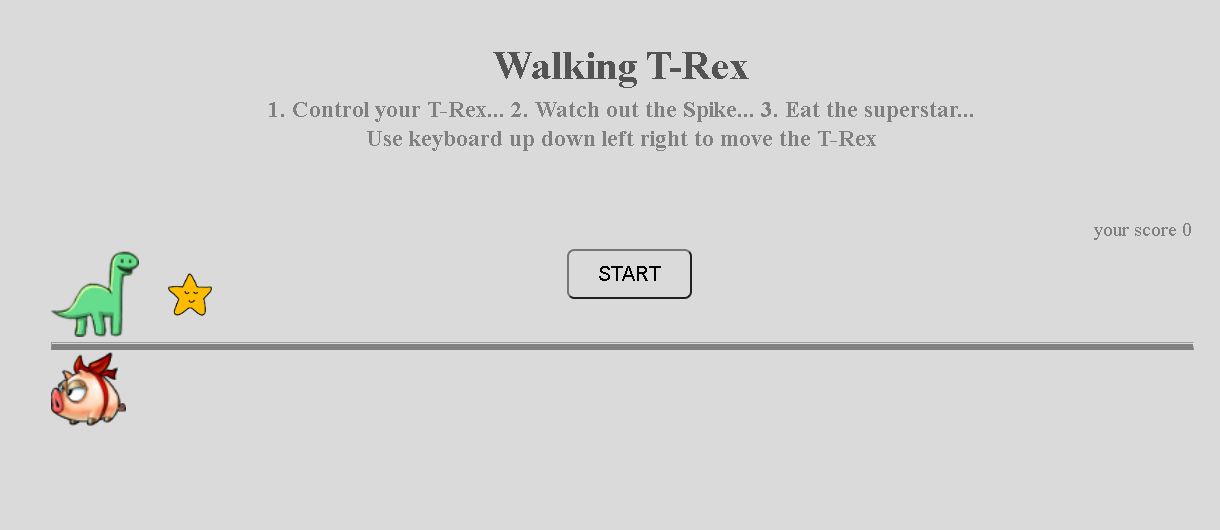 Walking T-Rex
1. Control your T-Rex... 2. Watch out the Spike... 3. Eat the superstar...
Use keyboard up down left right to move the T-Rex
your score 0
START